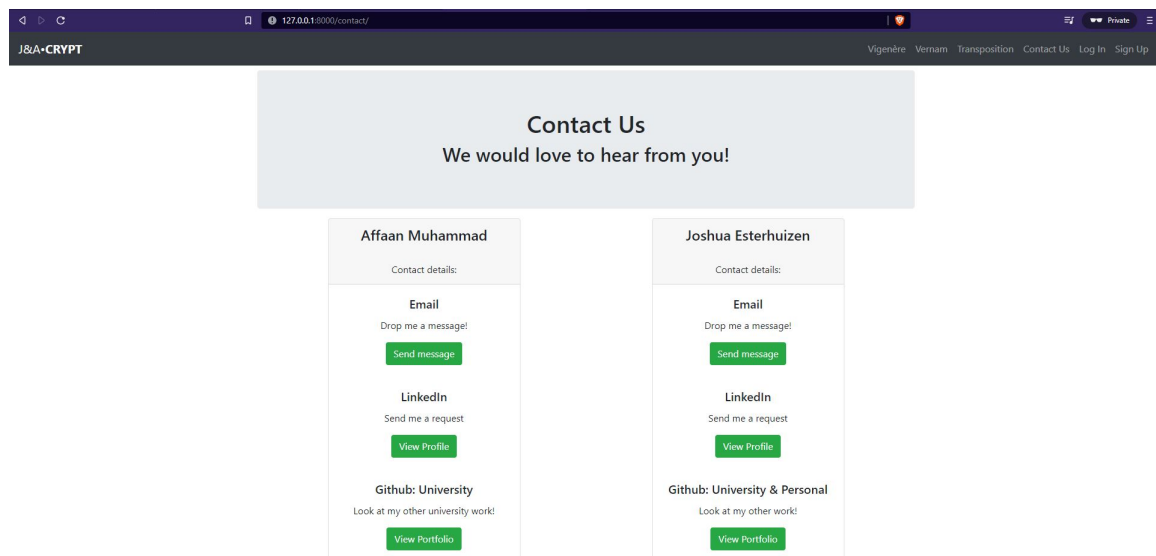 127.0.0.1:8000/contact/
Private
J&A•CRYPT
Vigenère Vernam Transposition Contact Us Log In Sign Up
Contact Us
We would love to hear from you!
Affaan Muhammad
Contact details:
Email
Drop me a message!
Send message
LinkedIn
Send me a request
View Profile
Github: University
Look at my other university work!
View Portfolio
Joshua Esterhuizen
Contact details:
Email
Drop me a message!
Send message
LinkedIn
Send me a request
View Profile
Github: University & Personal
Look at my other work!
View Portfolio